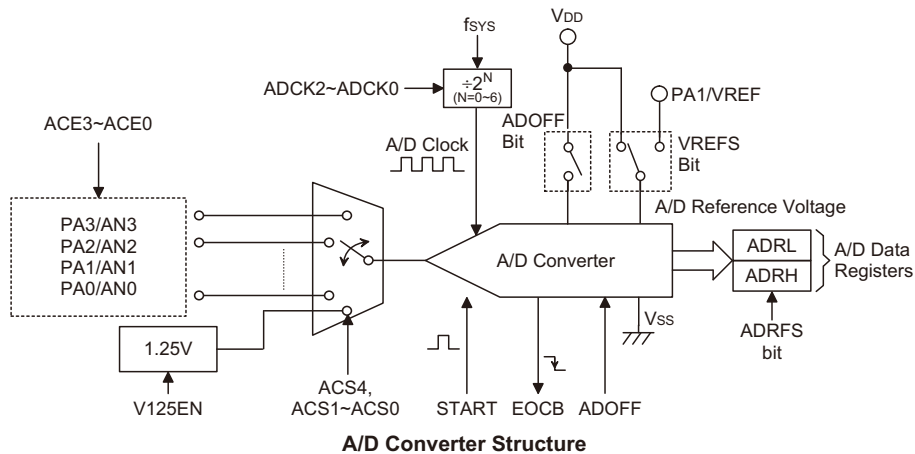 fSYS
VDD
ADCK2~ADCK0
÷2^N
(N=0~6)
PA1/VREF
ACE3~ACE0
A/D Clock
ADOFF
Bit
VREFS
Bit
PA3/AN3
PA2/AN2
PA1/AN1
PA0/AN0
A/D Reference Voltage
A/D Converter
ADRL
ADRH
A/D Data
Registers
1.25V
VSS
ADRFS
bit
V125EN
ACS4,
ACS1~ACS0
START
EOCB
ADOFF
A/D Converter Structure